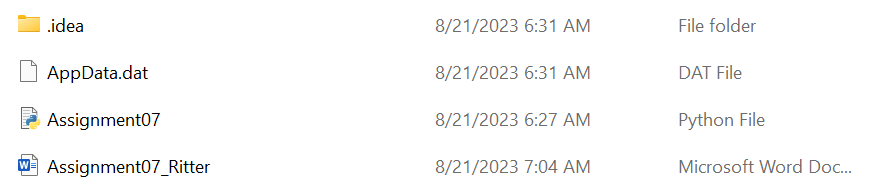 .idea 8/21/2023 6:31 AM File folder
AppData.dat 8/21/2023 6:31 AM DAT File
Assignment07 8/21/2023 6:27 AM Python File
Assignment07_Ritter 8/21/2023 7:04 AM Microsoft Word Doc...